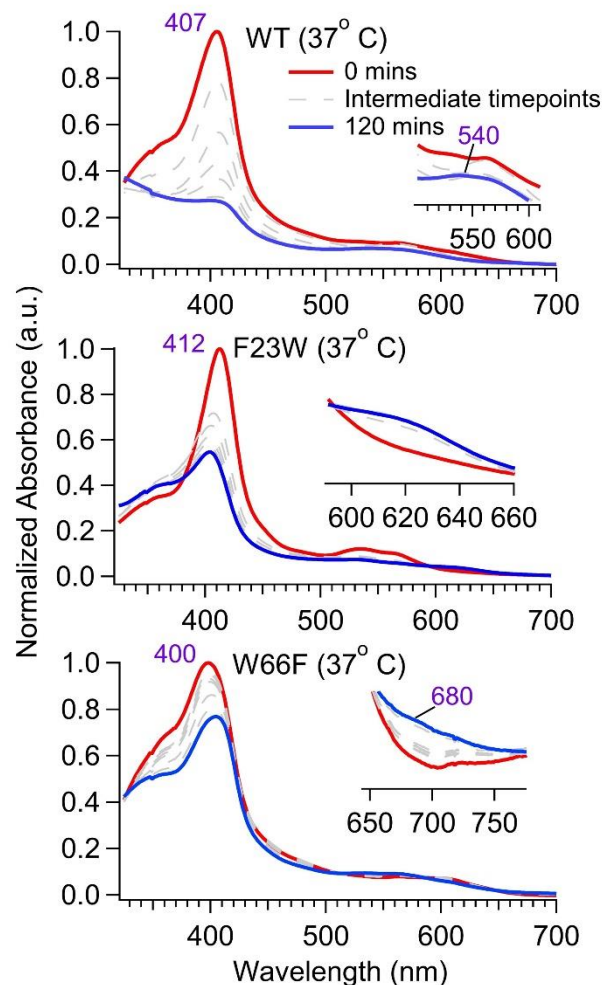 407
WT (37° C)
0 mins
Intermediate timepoints
120 mins
540
550 600
1.0
0.8
0.6
0.4
0.2
0.0
400 500 600 700
412
F23W (37° C)
1.0
0.8
0.6
0.4
0.2
0.0
600 620 640 660
400 500 600 700
400
W66F (37° C)
680
1.0
0.8
0.6
0.4
0.2
0.0
650 700 750
400 500 600 700
Normalized Absorbance (a.u.)
Wavelength (nm)